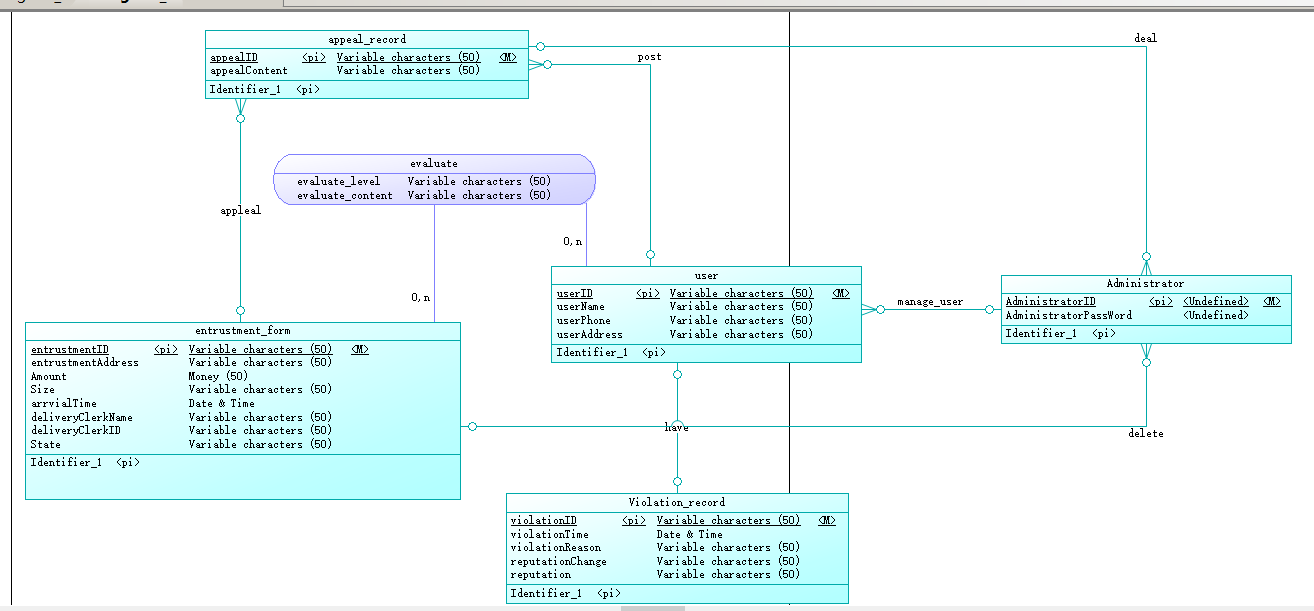 appeal_record
appealID <pi> Variable characters (50) <M>
appealContent Variable characters (50)
Identifier_1 <pi>
deal
post
evaluate
evaluate_level Variable characters (50)
evaluate_content Variable characters (50)
appleal
0,n
0,n
user
userID <pi> Variable characters (50) <M>
userName Variable characters (50)
userPhone Variable characters (50)
userAddress Variable characters (50)
Identifier_1 <pi>
manage_user
Administrator
AdministratorID <pi> <Undefined> <M>
AdministratorPassWord <Undefined>
Identifier_1 <pi>
entrustment_form
entrustmentID <pi> Variable characters (50) <M>
entrustmentAddress Variable characters (50)
Amount Money (50)
Size Variable characters (50)
arrvialTime Date & Time
deliveryClerkName Variable characters (50)
deliveryClerkID Variable characters (50)
State Variable characters (50)
Identifier_1 <pi>
have
delete
Violation_record
violationID <pi> Variable characters (50) <M>
violationTime Date & Time
violationReason Variable characters (50)
reputationChange Variable characters (50)
reputation Variable characters (50)
Identifier_1 <pi>